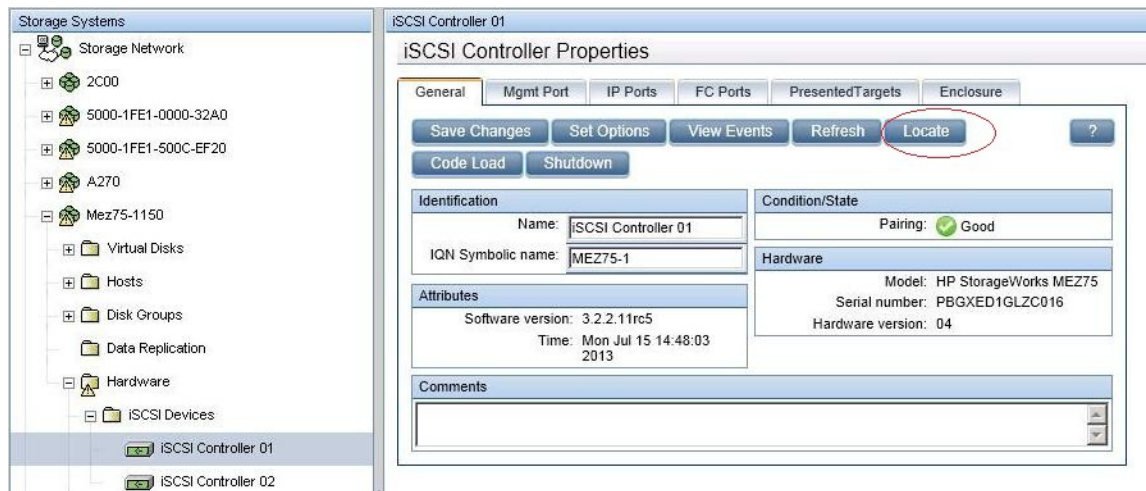 Storage Systems
Storage Network
2C00
5000-1FE1-0000-32A0
5000-1FE1-500C-EF20
A270
Mez75-1150
Virtual Disks
Hosts
Disk Groups
Data Replication
Hardware
iSCSI Devices
iSCSI Controller 01
iSCSI Controller 02
iSCSI Controller 01
iSCSI Controller Properties
General Mgmt Port IP Ports FC Ports PresentedTargets Enclosure
Save Changes Set Options View Events Refresh Locate ?
Code Load Shutdown
Identification
Name: iSCSI Controller 01
IQN Symbolic name: MEZ75-1
Attributes
Software version: 3.2.2.11rc5
Time: Mon Jul 15 14:48:03
2013
Condition/State
Pairing: Good
Hardware
Model: HP StorageWorks MEZ75
Serial number: PBGXED1GLZC016
Hardware version: 04
Comments